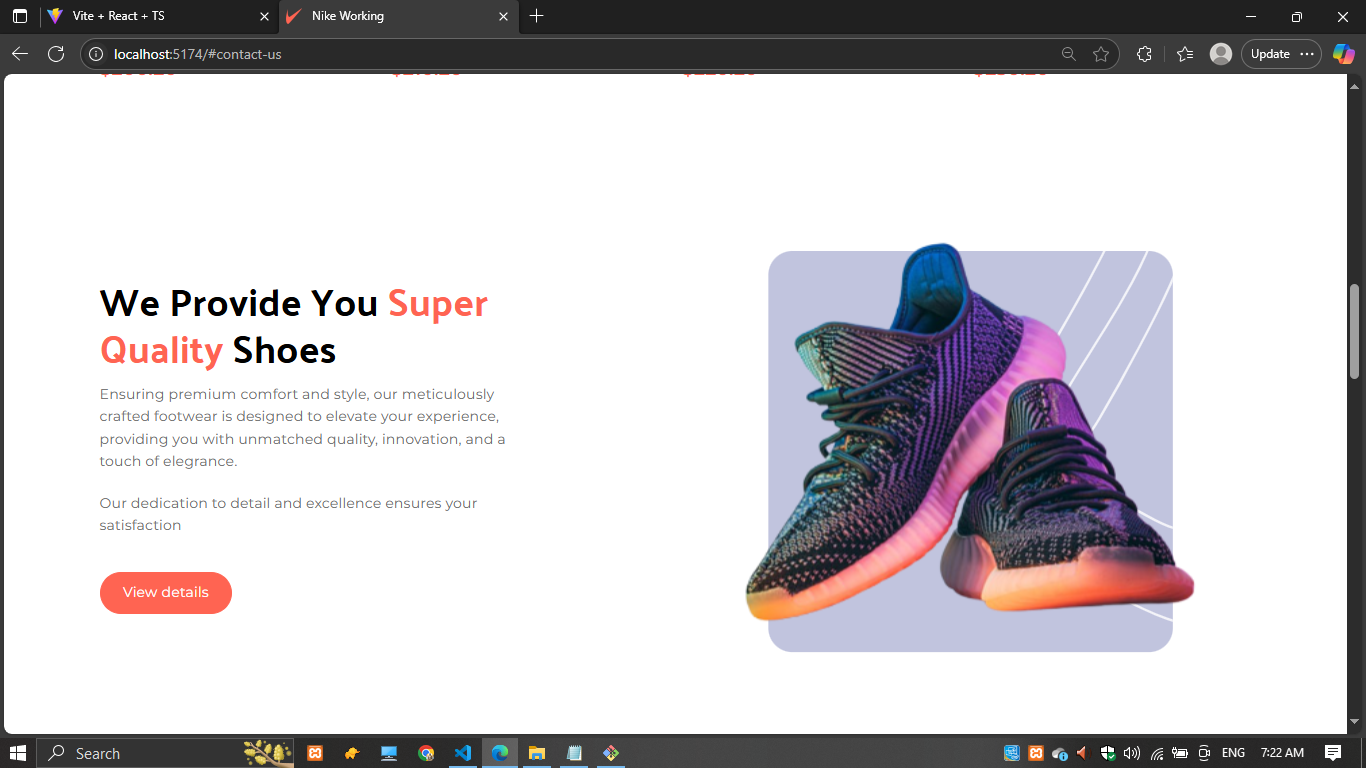 Vite + React + TS
Nike Working
localhost:5174/#contact-us
Update
We Provide You Super
Quality Shoes
Ensuring premium comfort and style, our meticulously
crafted footwear is designed to elevate your experience,
providing you with unmatched quality, innovation, and a
touch of elegrance.
Our dedication to detail and excellence ensures your
satisfaction
View details
Search
ENG
7:22 AM